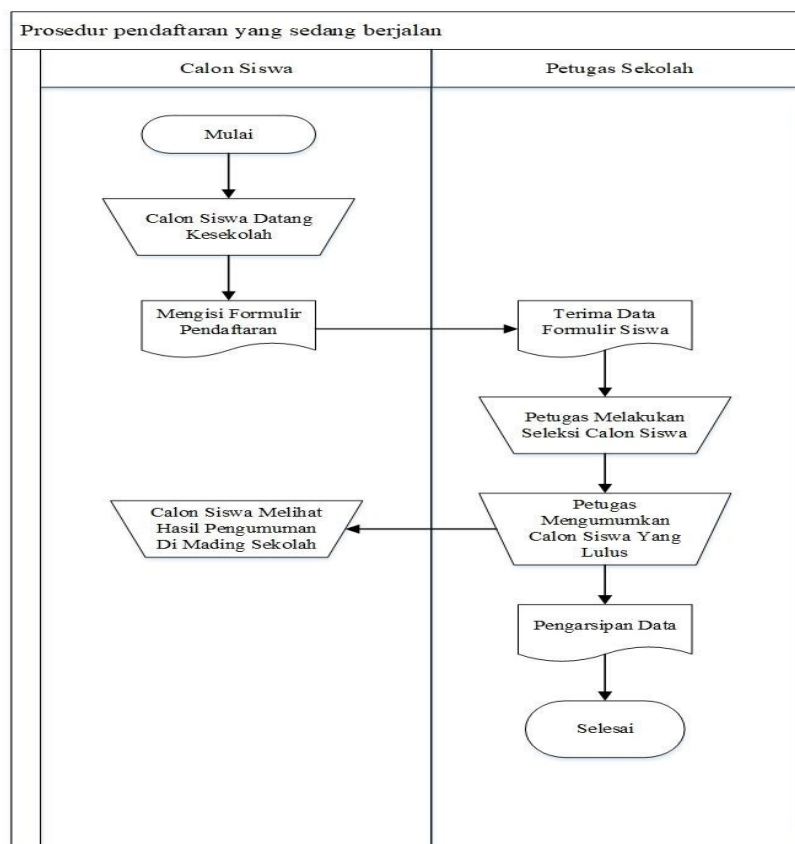 Prosedur pendaftaran yang sedang berjalan
Calon Siswa
Petugas Sekolah
Mulai
Calon Siswa Datang
Kesekolah
Mengisi Formulir
Pendaftaran
Terima Data
Formulir Siswa
Petugas Melakukan
Seleksi Calon Siswa
Petugas
Mengumumkan
Calon Siswa Yang
Lulus
Calon Siswa Melihat
Hasil Pengumuman
Di Mading Sekolah
Pengarsipan Data
Selesai